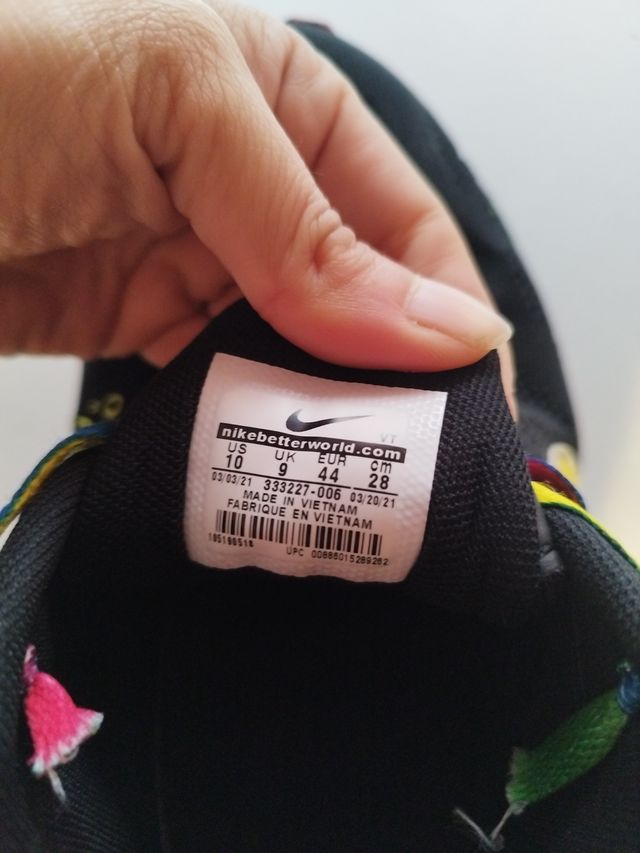 VT
nikebetterworld.com
US UK EUR cm
10 9 44 28
03/03/21 333227-006 03/20/21
MADE IN VIETNAM
FABRIQUE EN VIETNAM
UPC 00886015289262